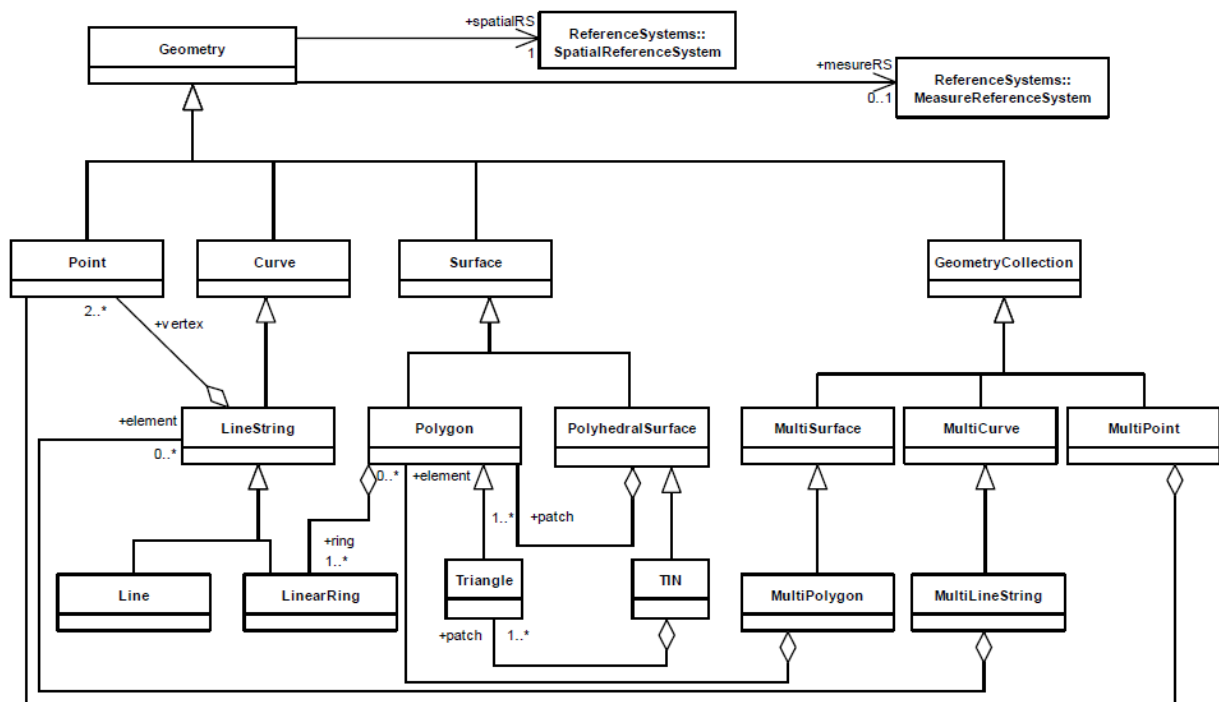 +spatialRS
1
ReferenceSystems::
SpatialReferenceSystem
Geometry
+mesureRS
0..1
ReferenceSystems::
MeasureReferenceSystem
Point
Curve
Surface
GeometryCollection
2..*
+vertex
+element
0..*
LineString
Polygon
PolyhedralSurface
MultiSurface
MultiCurve
MultiPoint
0..*
+element
1..*
+patch
+ring
1..*
Line
LinearRing
Triangle
TIN
MultiPolygon
MultiLineString
+patch
1..*